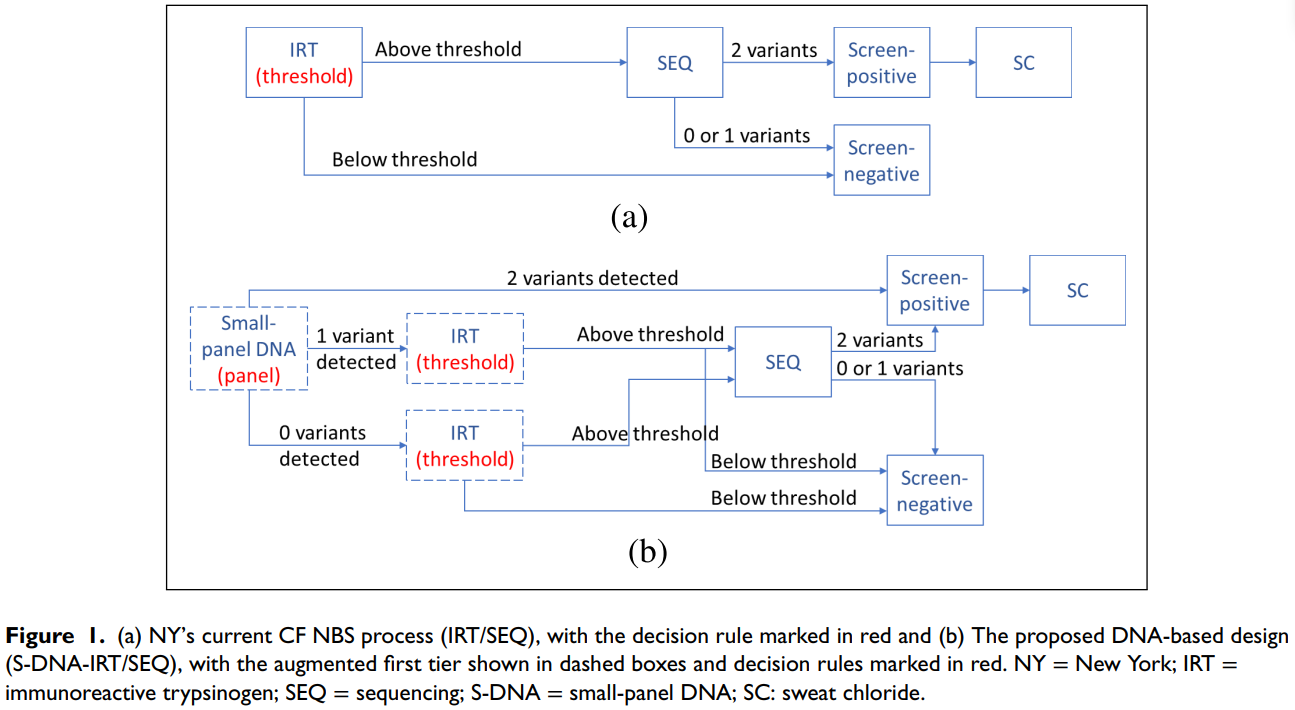 IRT
(threshold)
Above threshold
SEQ
2 variants
Screen-
positive
SC
0 or 1 variants
Screen-
negative
Below threshold
(a)
2 variants detected
Screen-
positive
SC
Small-
panel DNA
(panel)
1 variant
detected
IRT
(threshold)
Above threshold
SEQ
2 variants
0 or 1 variants
0 variants
detected
IRT
(threshold)
Above threshold
Below threshold
Below threshold
Screen-
negative
(b)
Figure 1. (a) NY's current CF NBS process (IRT/SEQ), with the decision rule marked in red and (b) The proposed DNA-based design
(S-DNA-IRT/SEQ), with the augmented first tier shown in dashed boxes and decision rules marked in red. NY = New York; IRT =
immunoreactive trypsinogen; SEQ = sequencing; S-DNA = small-panel DNA; SC: sweat chloride.